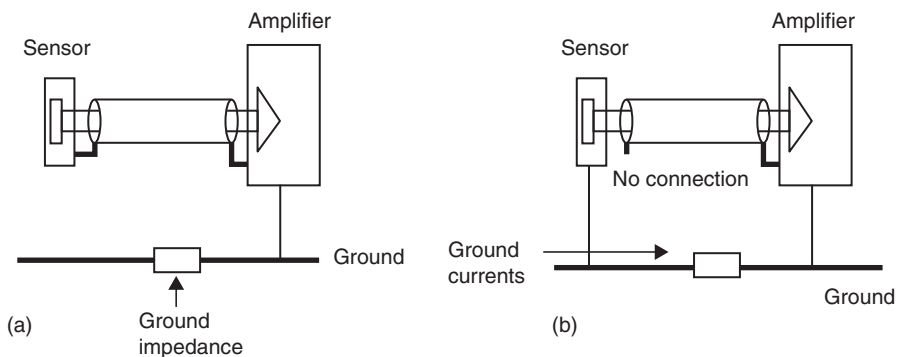 Amplifier
Sensor
Ground
Ground
impedance
(a)
Amplifier
Sensor
No connection
Ground
currents
Ground
(b)